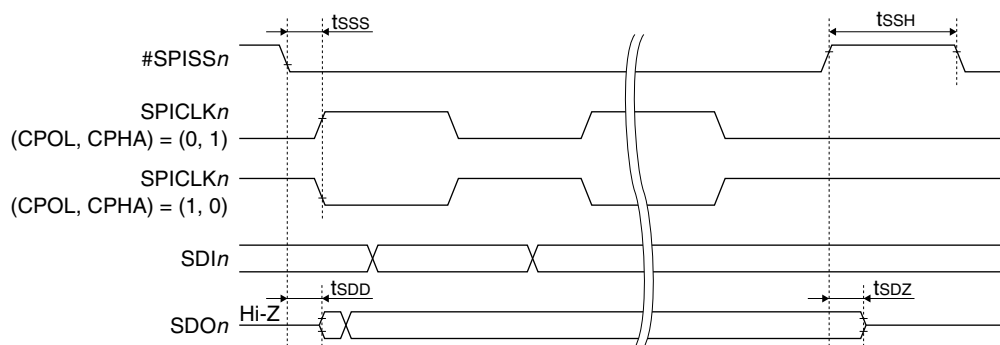 tSSS
tSSH
#SPISSn
SPICLKn
(CPOL, CPHA) = (0, 1)
SPICLKn
(CPOL, CPHA) = (1, 0)
SDIn
tSDD
tSDZ
Hi-Z
SDOn